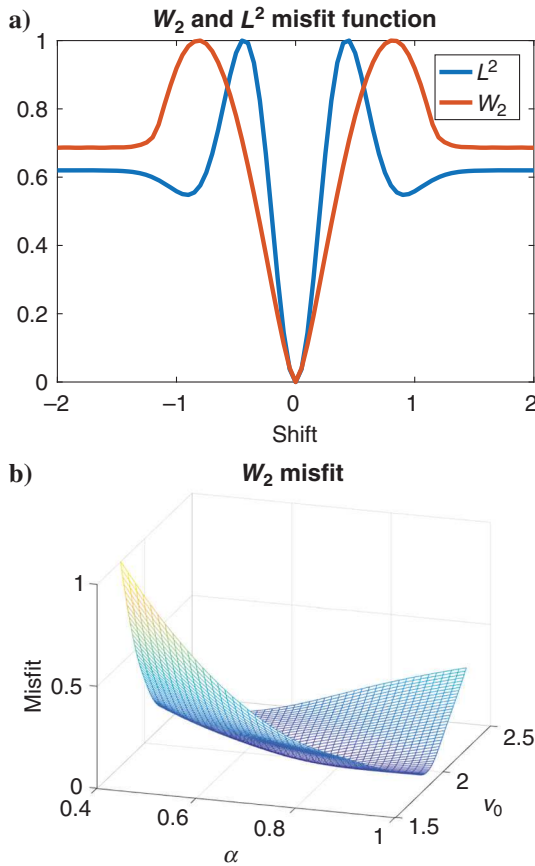 a)
W₂ and L² misfit function
1
0.8
0.6
0.4
0.2
0
L²
W₂
–2
–1
0
1
2
Shift
b)
W₂ misfit
1
0.5
0
Misfit
0.4
0.6
0.8
1
α
1.5
2
2.5
v₀